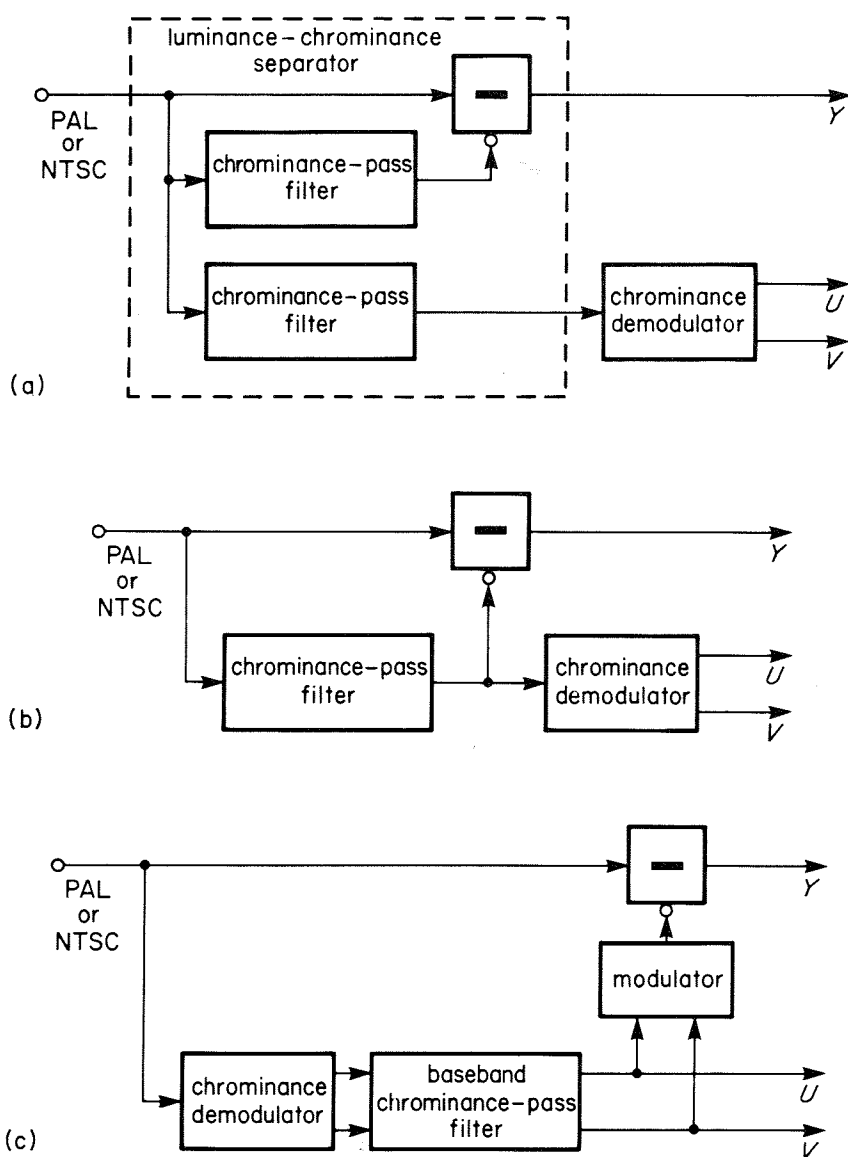 luminance–chrominance
separator
PAL
or
NTSC
Y
chrominance–pass
filter
chrominance–pass
filter
chrominance
demodulator
U
V
(a)
PAL
or
NTSC
Y
chrominance–pass
filter
chrominance
demodulator
U
V
(b)
PAL
or
NTSC
Y
modulator
chrominance
demodulator
baseband
chrominance–pass
filter
U
V
(c)